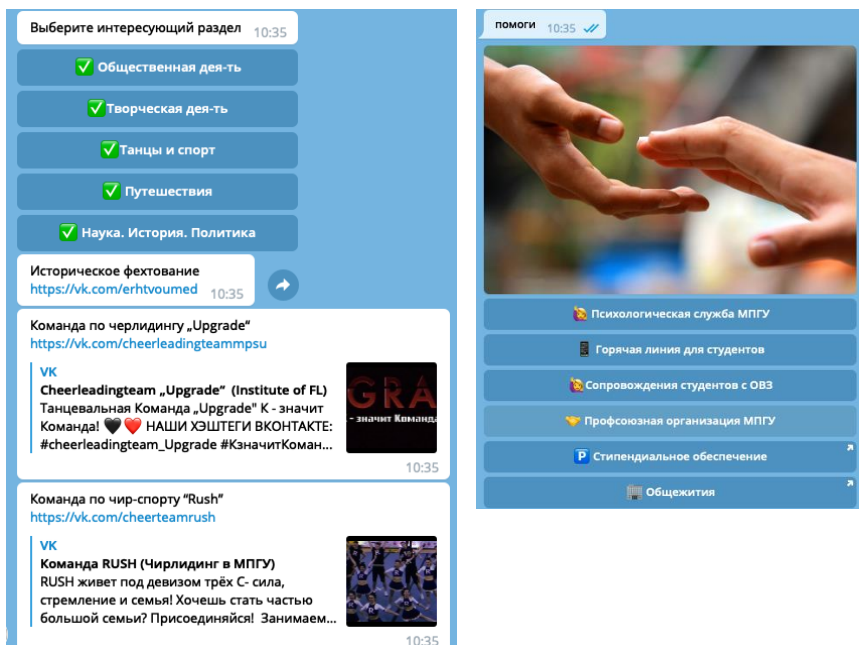 Выберите интересующий раздел 10:35
✅ Общественная дея-ть
✅Творческая дея-ть
✅Танцы и спорт
✅ Путешествия
✅ Наука. История. Политика
Историческое фехтование
https://vk.com/erhtvoumed 10:35
Команда по черлидингу „Upgrade“
https://vk.com/cheerleadingteammpsu
VK
Cheerleadingteam „Upgrade“ (Institute of FL)
Танцевальная Команда „Upgrade" К - значит
Команда! 🖤❤️ НАШИ ХЭШТЕГИ ВКОНТАКТЕ:
#cheerleadingteam_Upgrade #КзначитКоман...
GRA
- значит Команда
10:35
Команда по чир-спорту “Rush”
https://vk.com/cheerteamrush
VK
Команда RUSH (Чирлидинг в МПГУ)
RUSH живет под девизом трёх С- сила,
стремление и семья! Хочешь стать частью
большой семьи? Присоединяйся! Занимаем...
10:35
помоги 10:35
🙋 Психологическая служба МПГУ
📱 Горячая линия для студентов
🙋Сопровождения студентов с ОВЗ
🤝 Профсоюзная организация МПГУ
🅿️ Стипендиальное обеспечение
🏢 Общежития